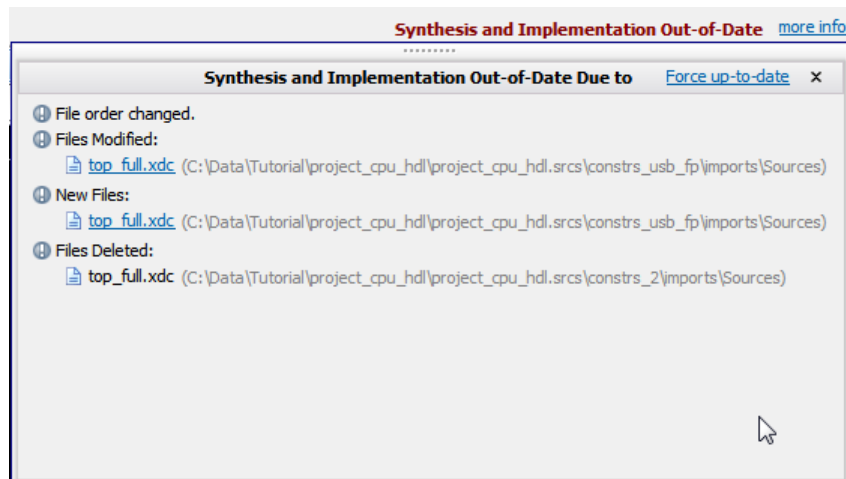 Synthesis and Implementation Out-of-Date more info
Synthesis and Implementation Out-of-Date Due to Force up-to-date ×
File order changed.
Files Modified:
top_full.xdc (C:\Data\Tutorial\project_cpu_hdl\project_cpu_hdl.srcs\constrs_usb_fp\imports\Sources)
New Files:
top_full.xdc (C:\Data\Tutorial\project_cpu_hdl\project_cpu_hdl.srcs\constrs_usb_fp\imports\Sources)
Files Deleted:
top_full.xdc (C:\Data\Tutorial\project_cpu_hdl\project_cpu_hdl.srcs\constrs_2\imports\Sources)